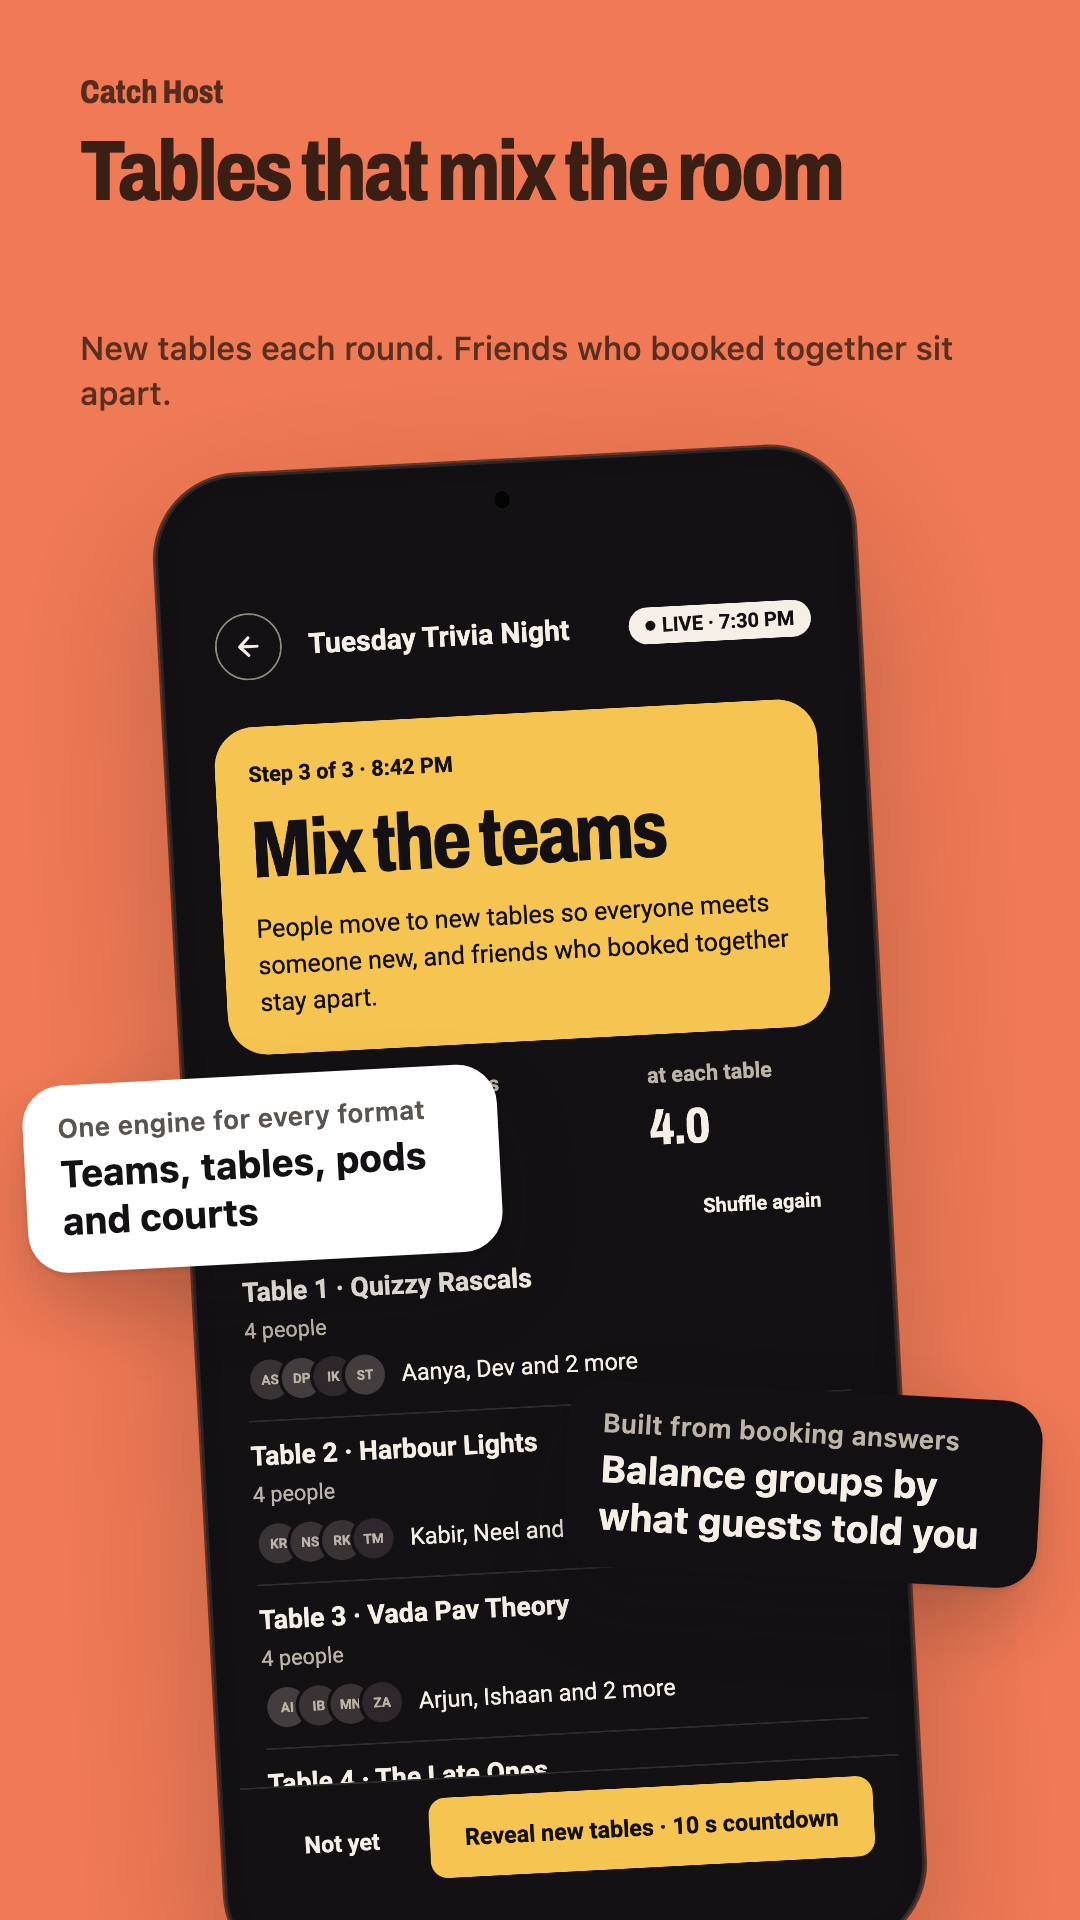 Catch Host
Tables that mix the room
New tables each round. Friends who booked together sit
apart.
Tuesday Trivia Night
LIVE · 7:30 PM
Step 3 of 3 · 8:42 PM
Mix the teams
People move to new tables so everyone meets
someone new, and friends who booked together
stay apart.
at each table
4.0
One engine for every format
Teams, tables, pods
and courts
Shuffle again
Table 1 · Quizzy Rascals
4 people
AS DP IK ST Aanya, Dev and 2 more
Table 2 · Harbour Lights
4 people
KR NS RK TM Kabir, Neel and
Built from booking answers
Balance groups by
what guests told you
Table 3 · Vada Pav Theory
4 people
AI IB MN ZA Arjun, Ishaan and 2 more
Table 4 · The Late Ones
Not yet
Reveal new tables · 10 s countdown